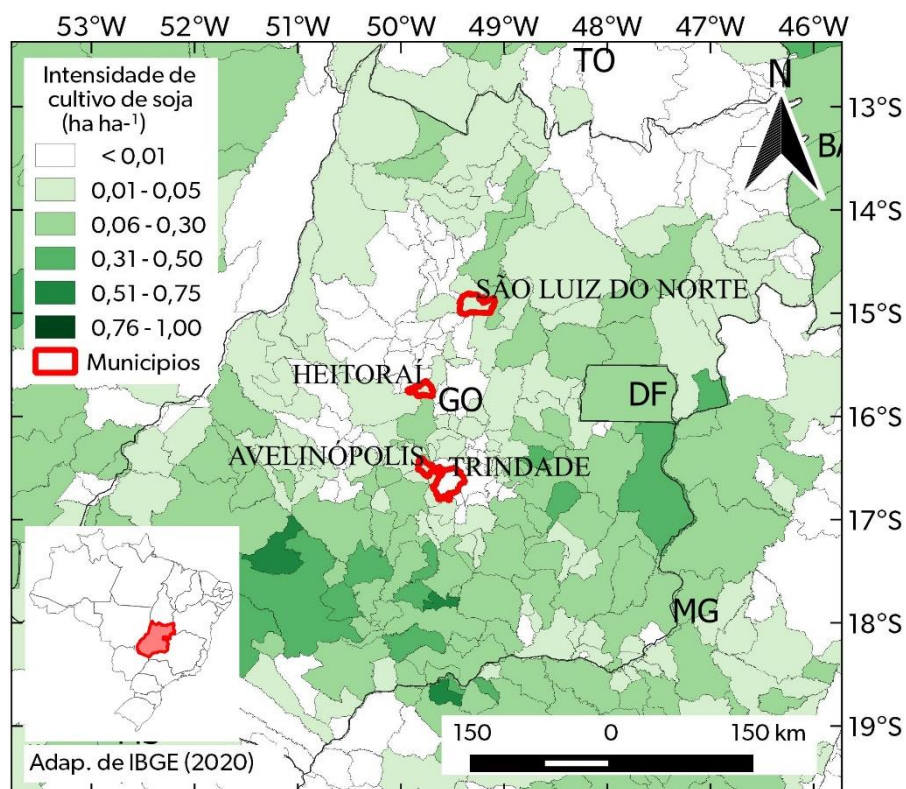 53°W 52°W 51°W 50°W 49°W 48°W 47°W 46°W
TO
N
Intensidade de
cultivo de soja
(ha ha-¹)
< 0,01
0,01 - 0,05
0,06 - 0,30
0,31 - 0,50
0,51 - 0,75
0,76 - 1,00
Municipios
13°S
BA
14°S
SÃO LUIZ DO NORTE
15°S
HEITORAÍ
GO
DF
16°S
AVELINÓPOLIS
TRINDADE
17°S
MG
18°S
19°S
150 0 150 km
Adap. de IBGE (2020)